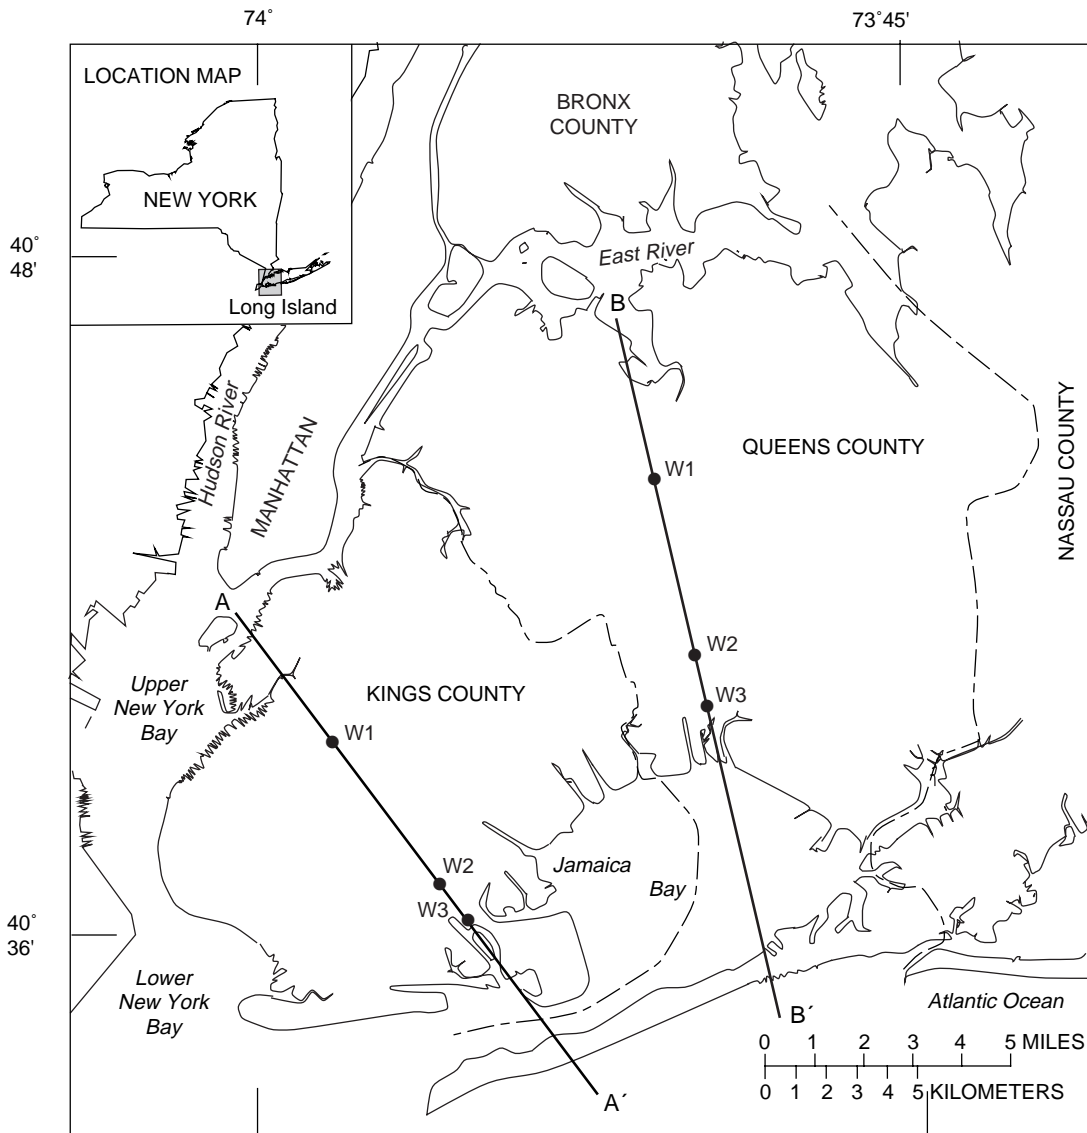 74°
73°45'
LOCATION MAP
NEW YORK
Long Island
BRONX
COUNTY
40°
48'
East River
B
Hudson River
MANHATTAN
QUEENS COUNTY
NASSAU COUNTY
W1
A
W2
W3
KINGS COUNTY
Upper
New York
Bay
W1
Jamaica
Bay
W2
W3
40°
36'
Lower
New York
Bay
Atlantic Ocean
B´
0 1 2 3 4 5 MILES
0 1 2 3 4 5 KILOMETERS
A´